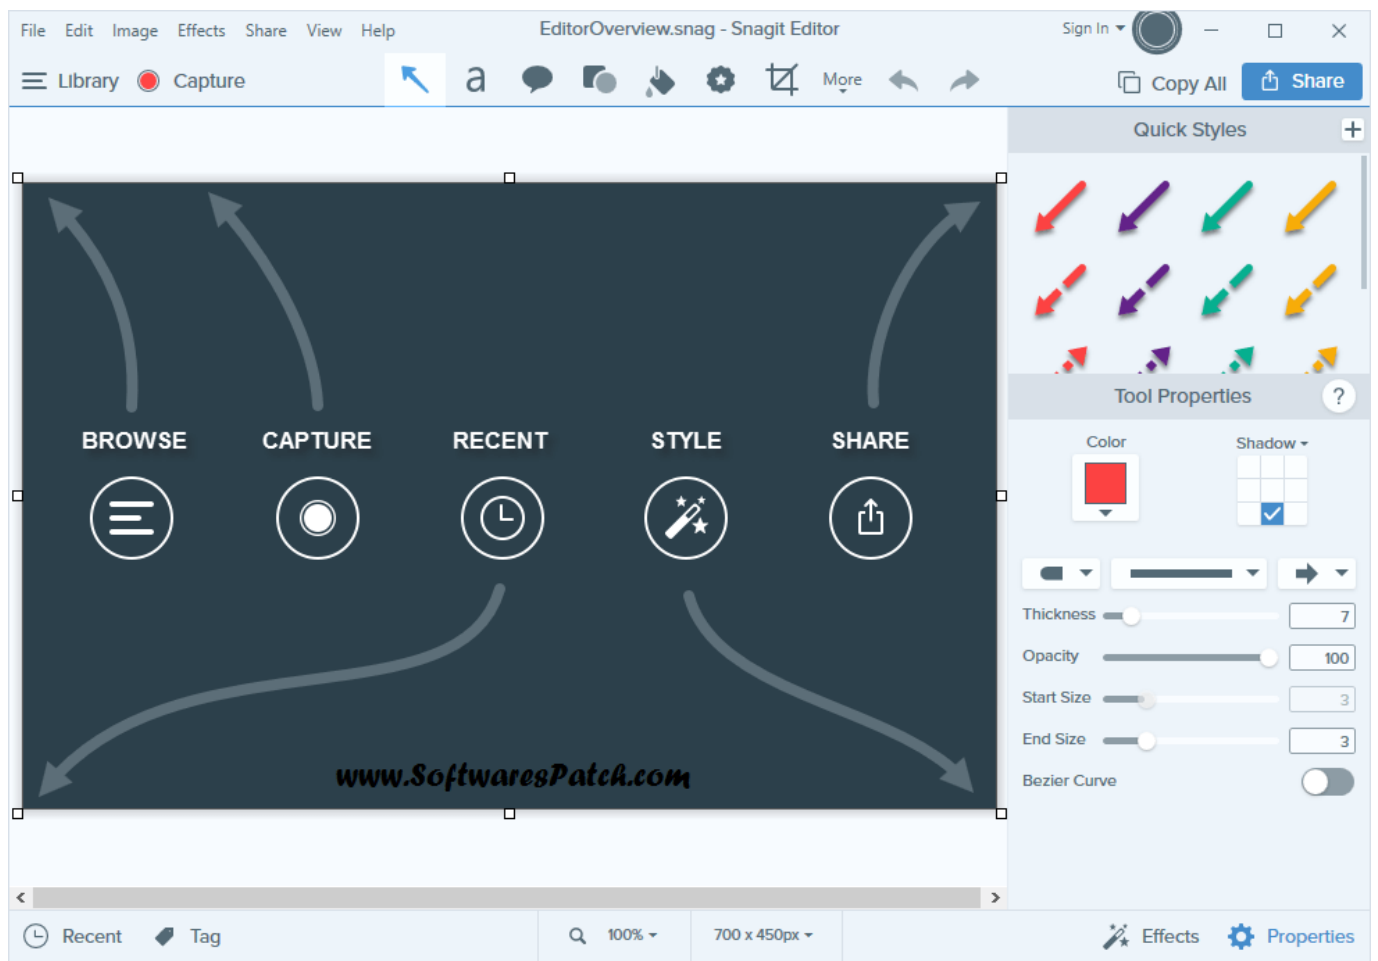 File Edit Image Effects Share View Help EditorOverview.snag - Snagit Editor Sign In
Library Capture a More Copy All Share
Quick Styles
Tool Properties ?
Color Shadow
BROWSE CAPTURE RECENT STYLE SHARE
Thickness 7
Opacity 100
Start Size 3
End Size 3
Bezier Curve
www.SoftwaresPatch.com
Recent Tag 100% 700 x 450px Effects Properties